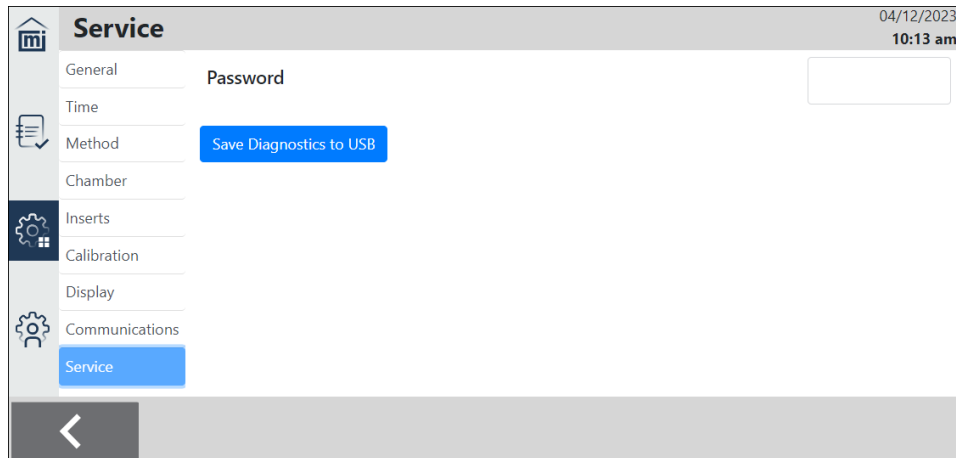 mi
Service
04/12/2023
10:13 am
General
Time
Method
Chamber
Inserts
Calibration
Display
Communications
Service
Password
Save Diagnostics to USB